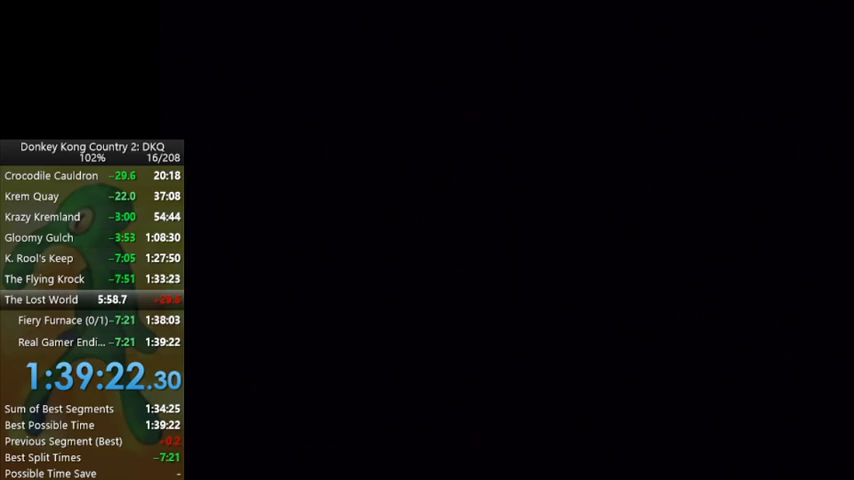 Donkey Kong Country 2: DKQ
102% 16/208
Crocodile Cauldron -29.6 20:18
Krem Quay -22.0 37:08
Krazy Kremland -3:00 54:44
Gloomy Gulch -3:53 1:08:30
K. Rool's Keep -7:05 1:27:50
The Flying Krock -7:51 1:33:23
The Lost World 5:58.7 -29.8
Fiery Furnace (0/1) -7:21 1:38:03
Real Gamer Endi... -7:21 1:39:22
1:39:22.30
Sum of Best Segments 1:34:25
Best Possible Time 1:39:22
Previous Segment (Best) +0.2
Best Split Times -7:21
Possible Time Save -